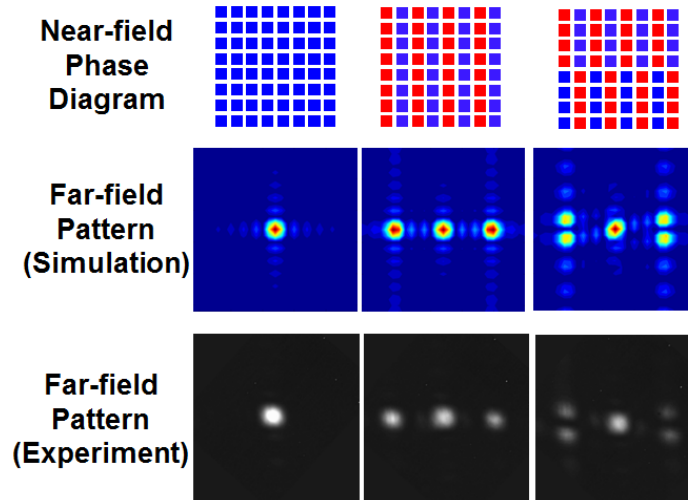 Near-field
Phase
Diagram
Far-field
Pattern
(Simulation)
Far-field
Pattern
(Experiment)